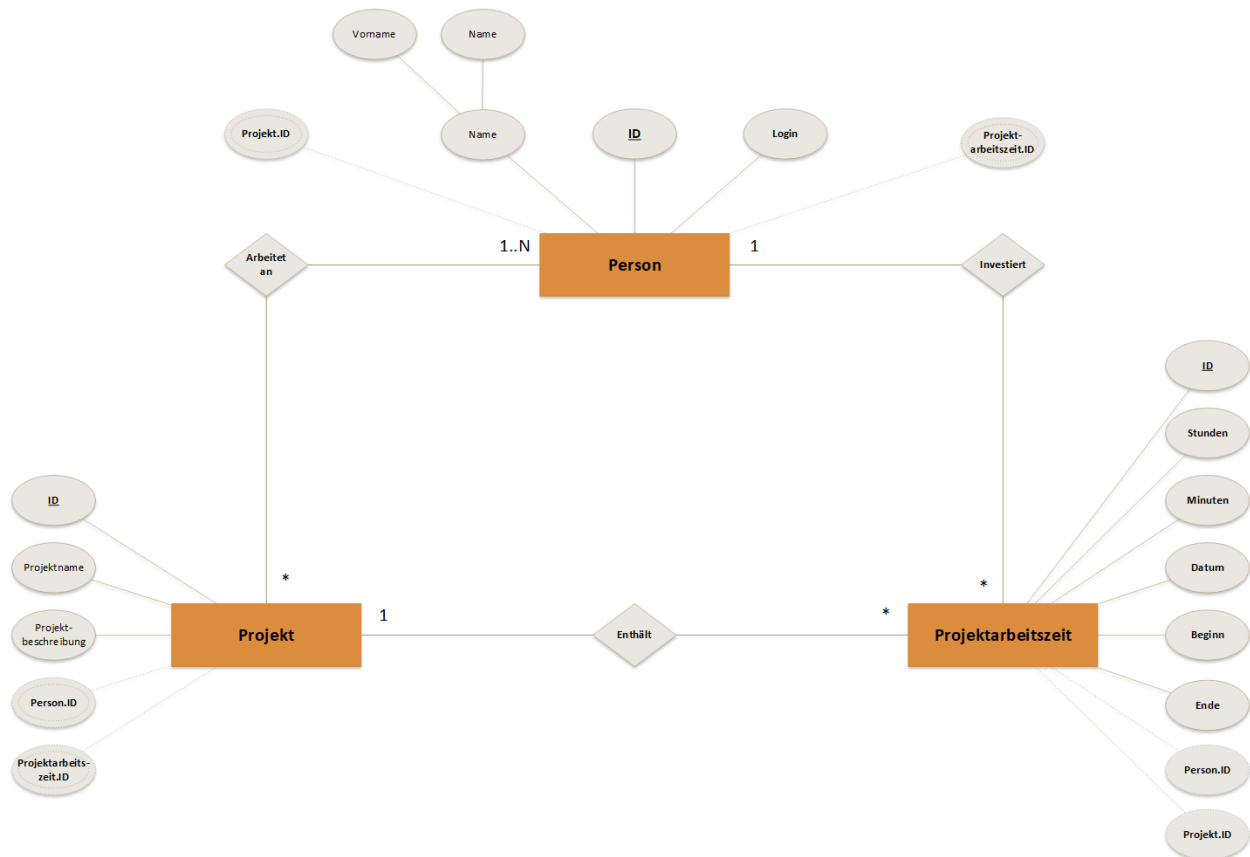 Vorname
Name
Projekt.ID
Name
ID
Login
Projekt-
arbeitszeit.ID
Arbeitet
an
1..N
Person
1
Investiert
ID
Stunden
Minuten
Datum
Beginn
Ende
Person.ID
Projekt.ID
ID
Projektname
Projekt-
beschreibung
Person.ID
Projektarbeits-
zeit.ID
*
Projekt
1
Enthält
*
*
Projektarbeitszeit